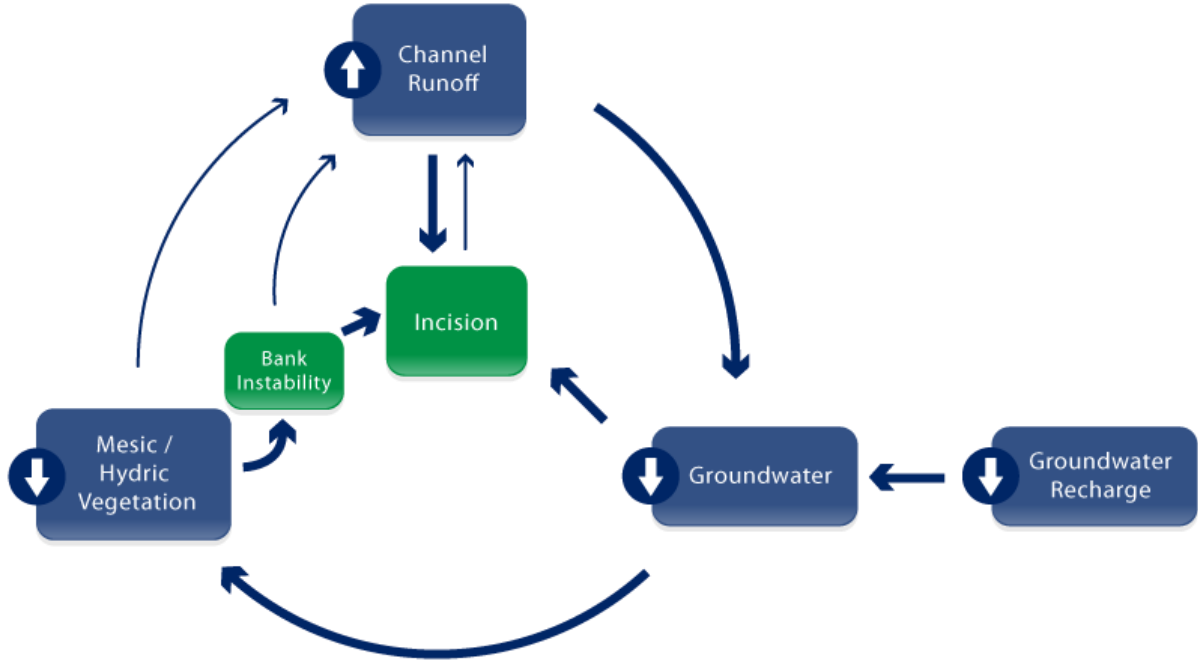 Channel
Runoff
Incision
Bank
Instability
Mesic /
Hydric
Vegetation
Groundwater
Groundwater
Recharge